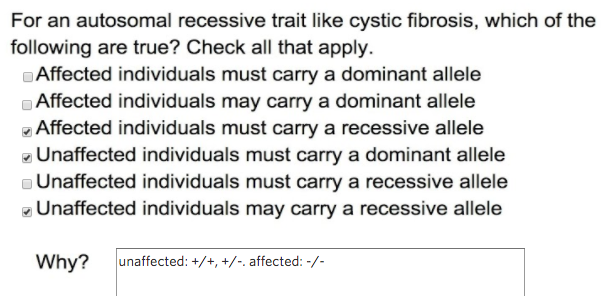 For an autosomal recessive trait like cystic fibrosis, which of the
following are true? Check all that apply.
Affected individuals must carry a dominant allele
Affected individuals may carry a dominant allele
Affected individuals must carry a recessive allele
Unaffected individuals must carry a dominant allele
Unaffected individuals must carry a recessive allele
Unaffected individuals may carry a recessive allele
Why? unaffected: +/+, +/-. affected: -/-